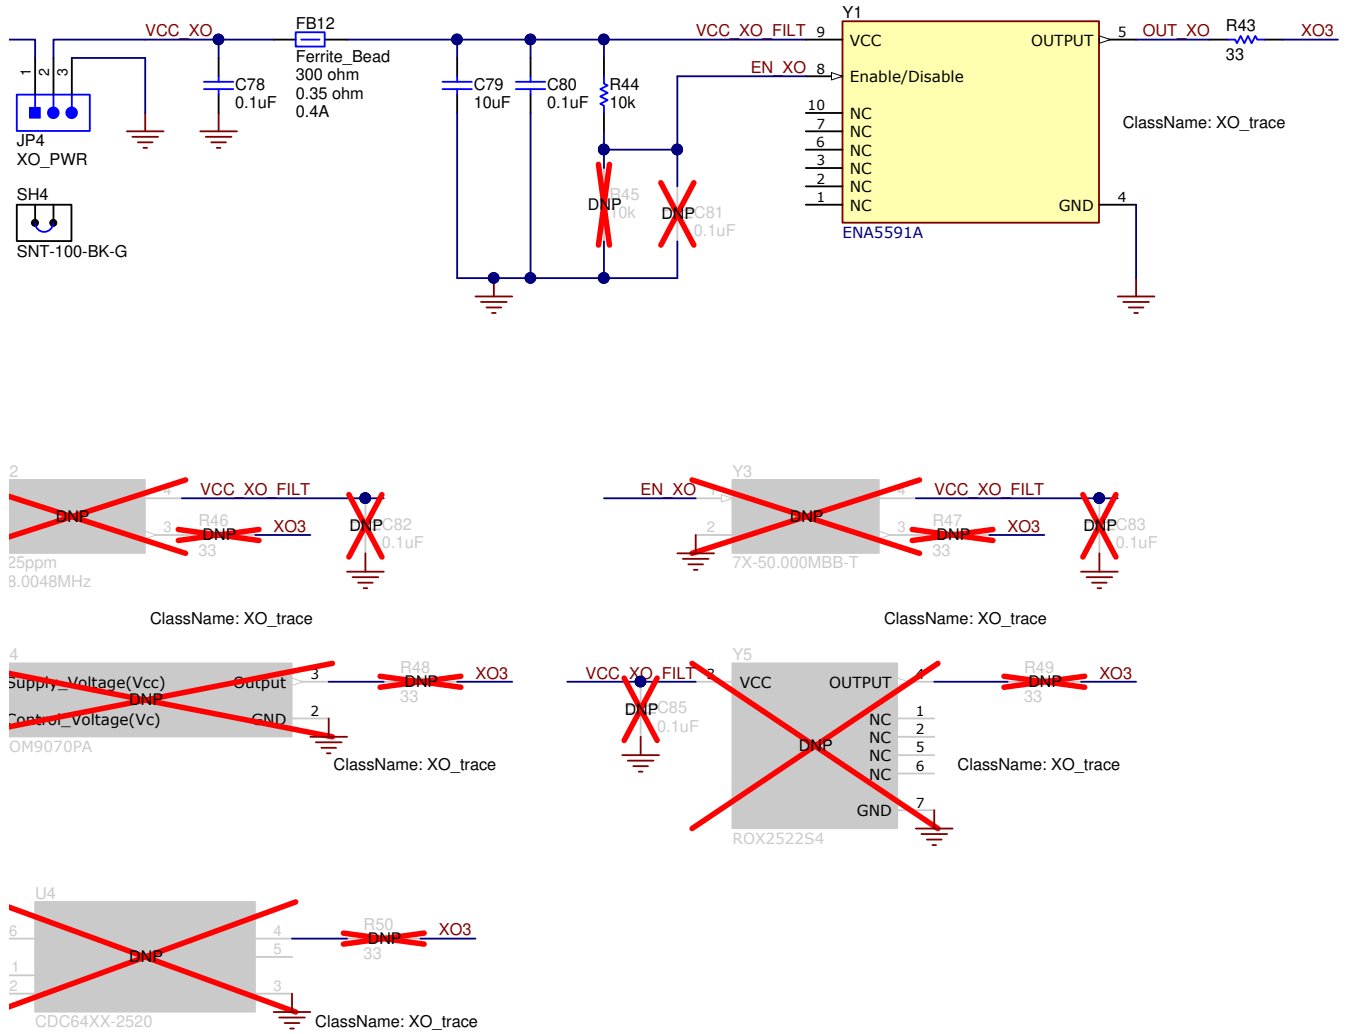 VCC_XO
FB12
Ferrite_Bead
300 ohm
0.35 ohm
0.4A
1
2
3
JP4
XO_PWR
C78
0.1uF
SH4
SNT-100-BK-G
C79
10uF
C80
0.1uF
R44
10k
DNP
R45
10k
DNP
C81
0.1uF
VCC_XO_FILT
EN_XO
Y1
9
VCC
8
Enable/Disable
10
NC
7
NC
6
NC
3
NC
2
NC
1
NC
OUTPUT
5
GND
4
ENA5591A
OUT_XO
R43
33
XO3
ClassName: XO_trace
2
DNP
4
VCC_XO_FILT
3
R46
DNP
33
XO3
DNP
C82
0.1uF
25ppm
8.0048MHz
ClassName: XO_trace
EN_XO
1
2
Y3
DNP
4
VCC_XO_FILT
3
R47
DNP
33
XO3
DNP
C83
0.1uF
7X-50.000MBB-T
ClassName: XO_trace
4
Supply_Voltage(Vcc)
Output
3
DNP
Control_Voltage(Vc)
GND
2
OM9070PA
R48
DNP
33
XO3
ClassName: XO_trace
VCC_XO_FILT
3
DNP
C85
0.1uF
Y5
VCC
OUTPUT
4
DNP
NC
1
NC
2
NC
5
NC
6
GND
7
ROX2522S4
R49
DNP
33
XO3
ClassName: XO_trace
U4
6
1
2
DNP
4
5
3
CDC64XX-2520
R50
DNP
33
XO3
ClassName: XO_trace